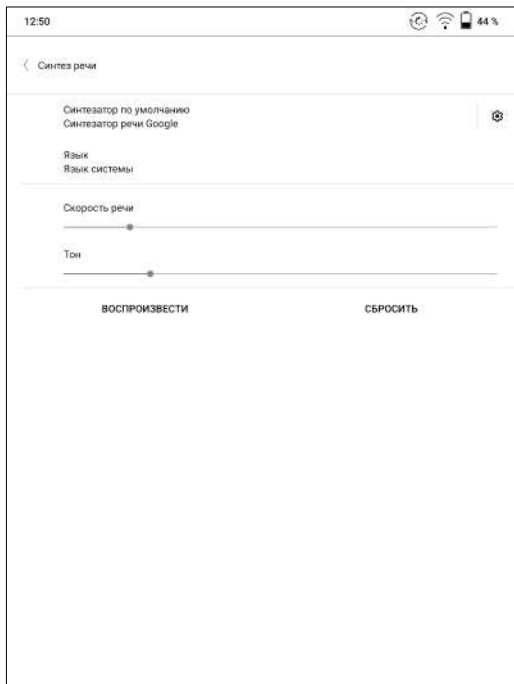 12:50
44 %
Синтез речи
Синтезатор по умолчанию
Синтезатор речи Google
Язык
Язык системы
Скорость речи
Тон
ВОСПРОИЗВЕСТИ СБРОСИТЬ